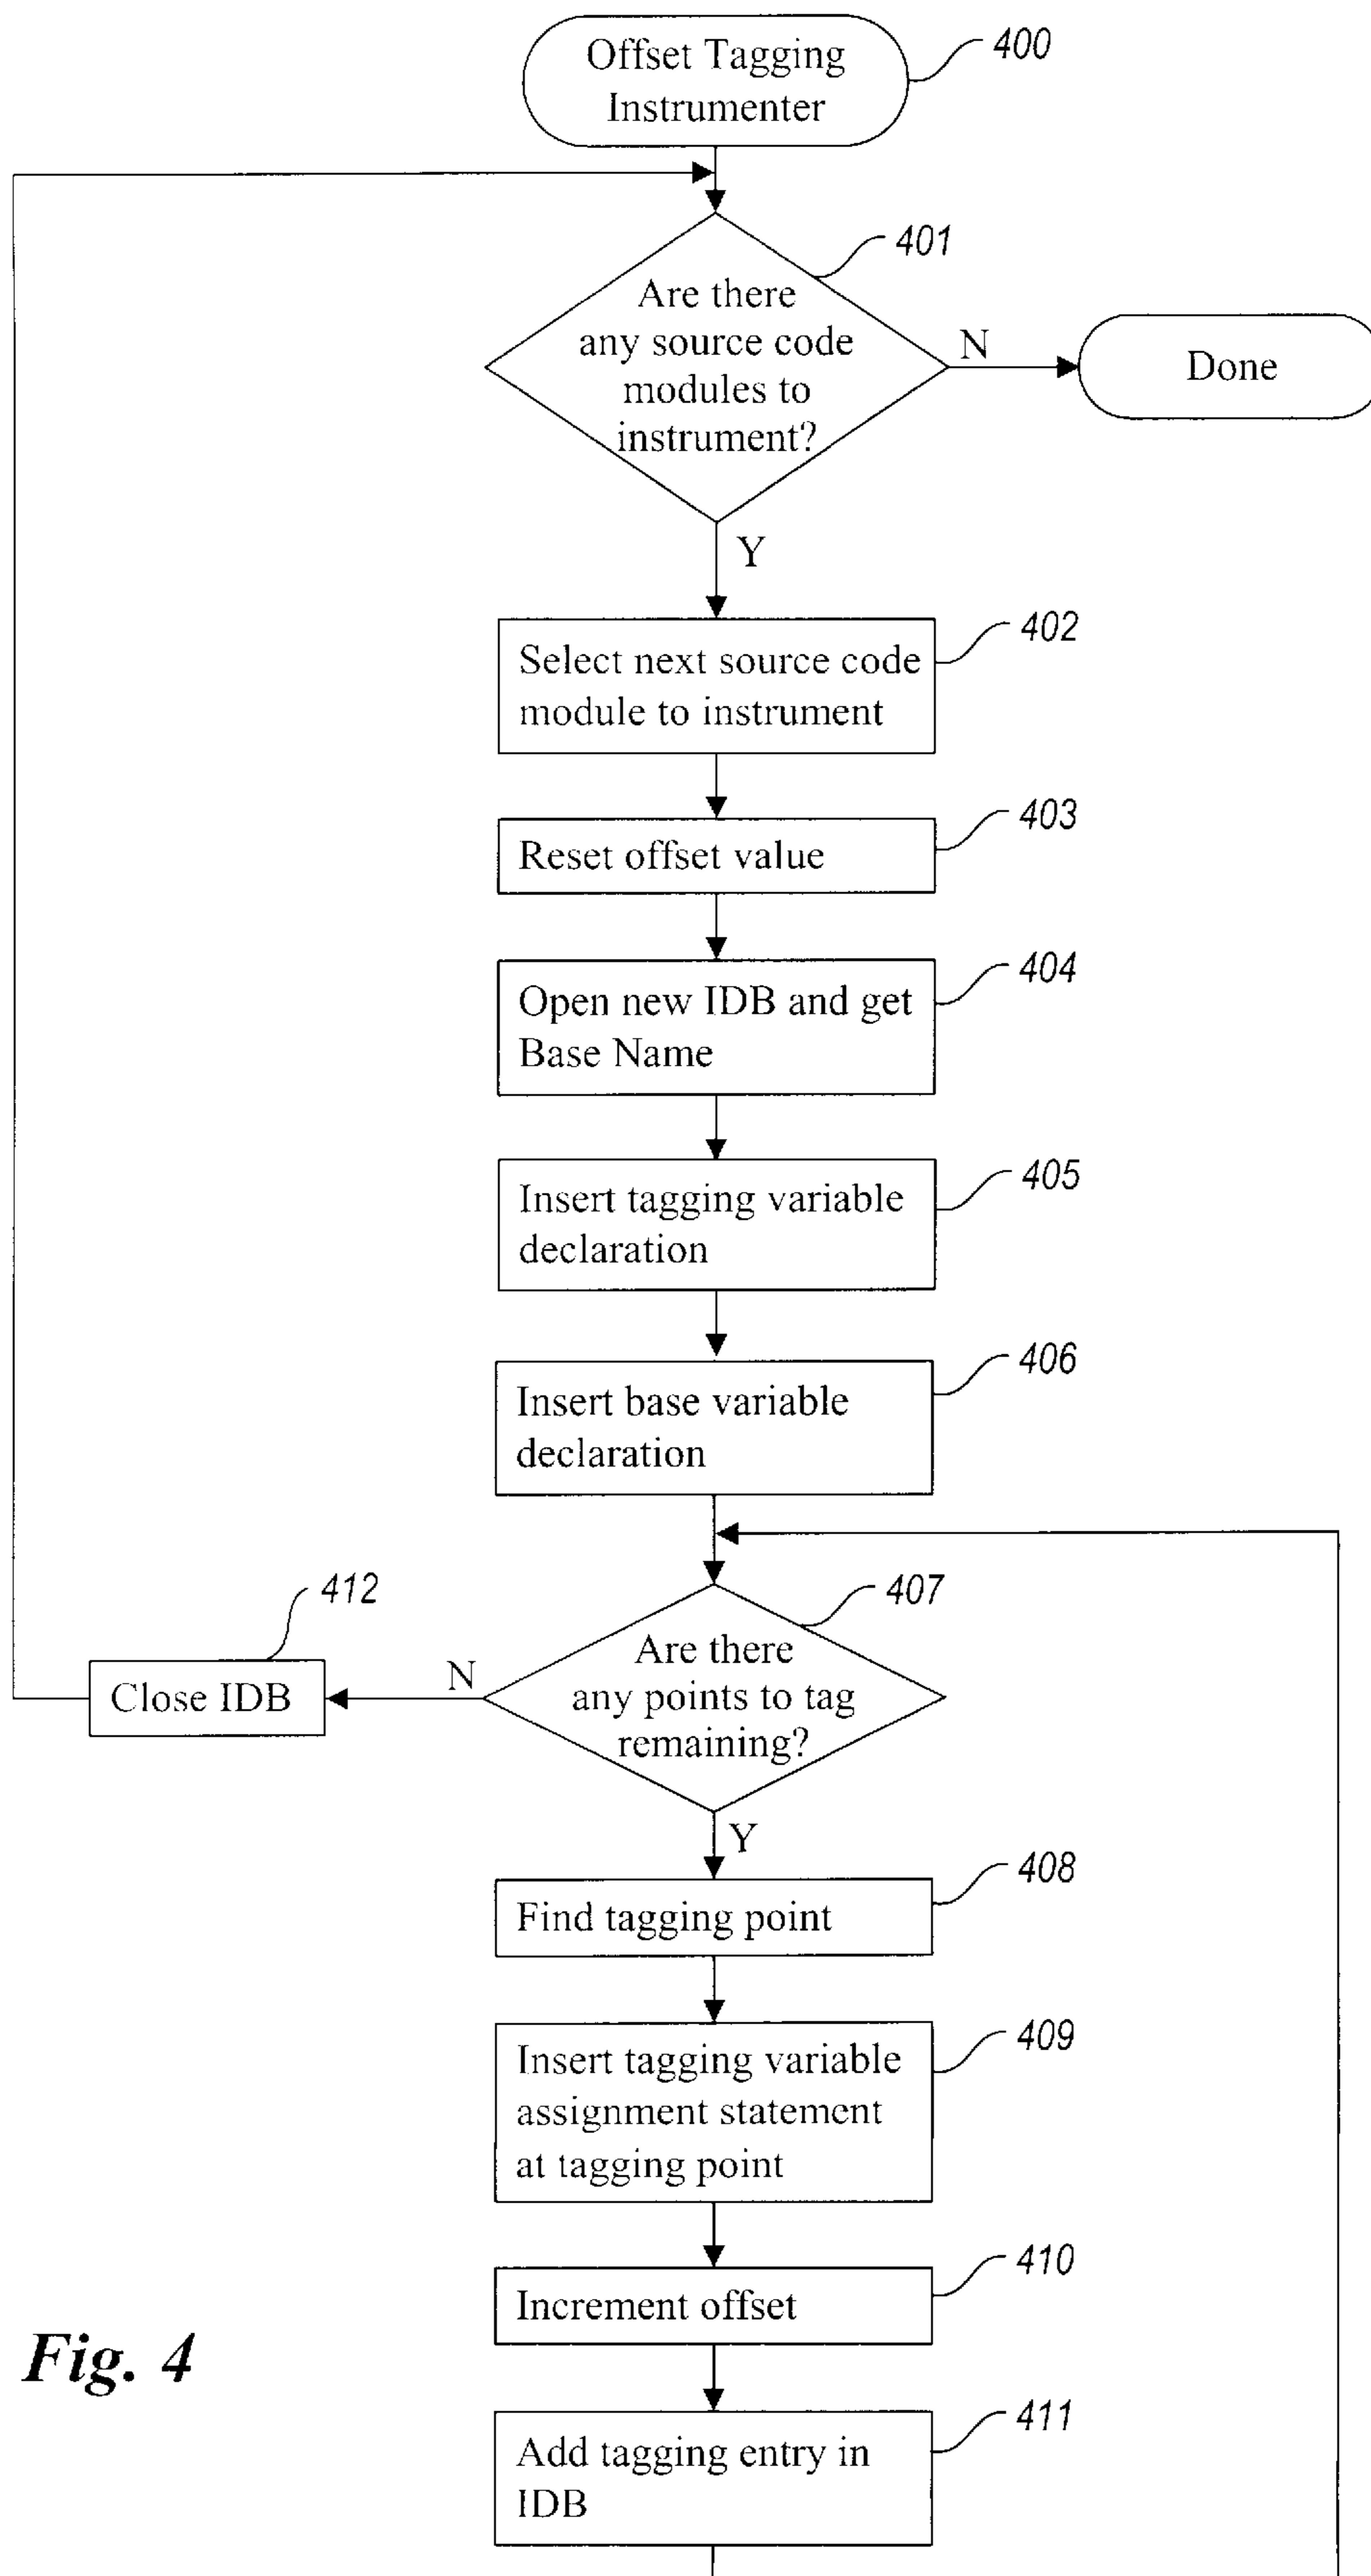 Offset Tagging
Instrumenter
400
401
Are there
any source code
modules to
instrument?
N
Done
Y
402
Select next source code
module to instrument
403
Reset offset value
404
Open new IDB and get
Base Name
405
Insert tagging variable
declaration
406
Insert base variable
declaration
412
Close IDB
N
407
Are there
any points to tag
remaining?
Y
408
Find tagging point
409
Insert tagging variable
assignment statement
at tagging point
410
Increment offset
411
Add tagging entry in
IDB
Fig. 4